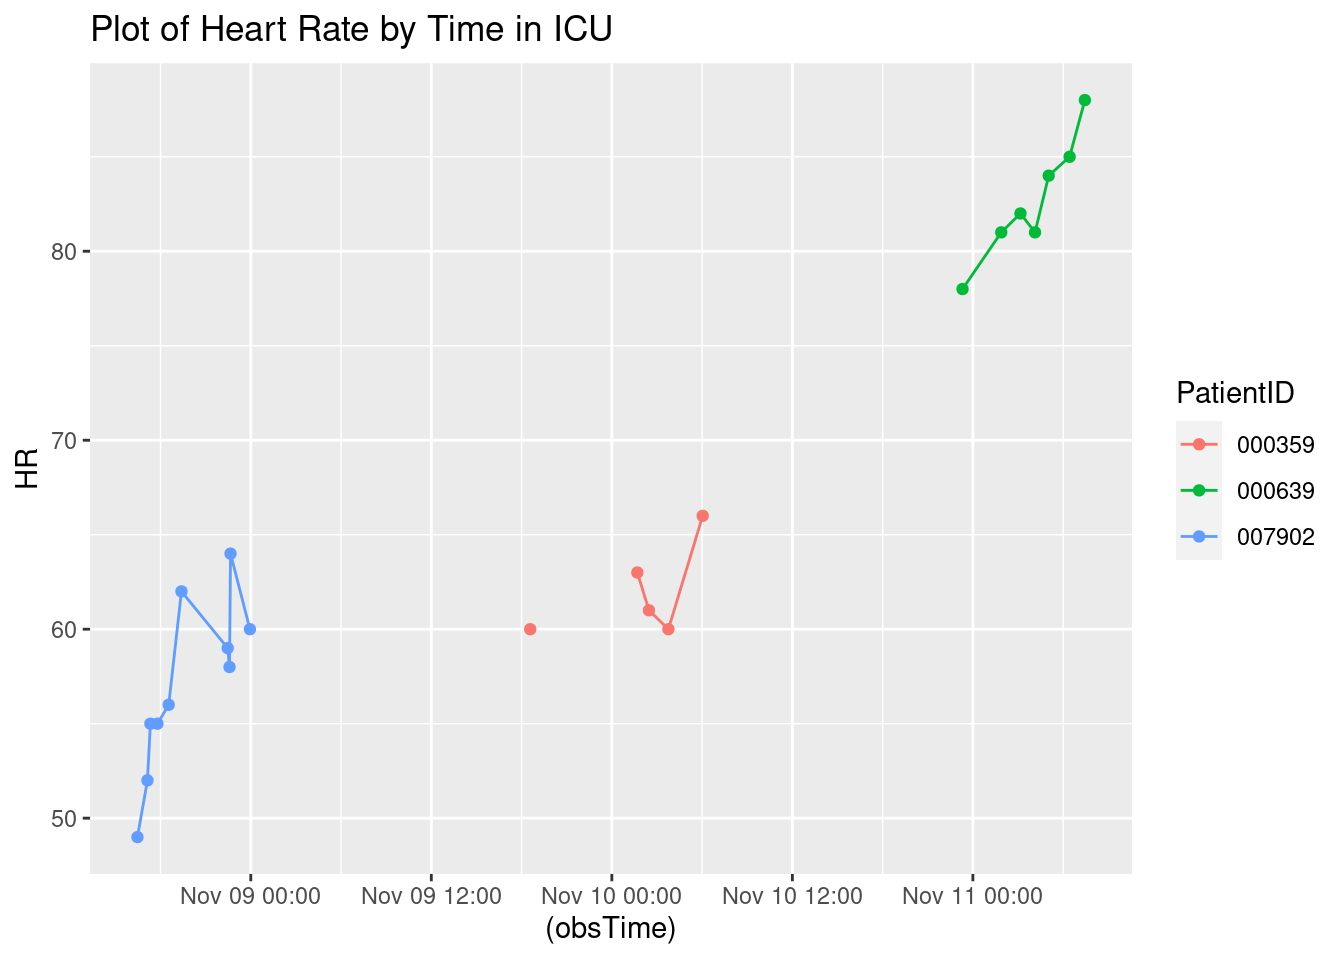 Plot of Heart Rate by Time in ICU
80
70
60
50
HR
Nov 09 00:00
Nov 09 12:00
Nov 10 00:00
Nov 10 12:00
Nov 11 00:00
(obsTime)
PatientID
000359
000639
007902